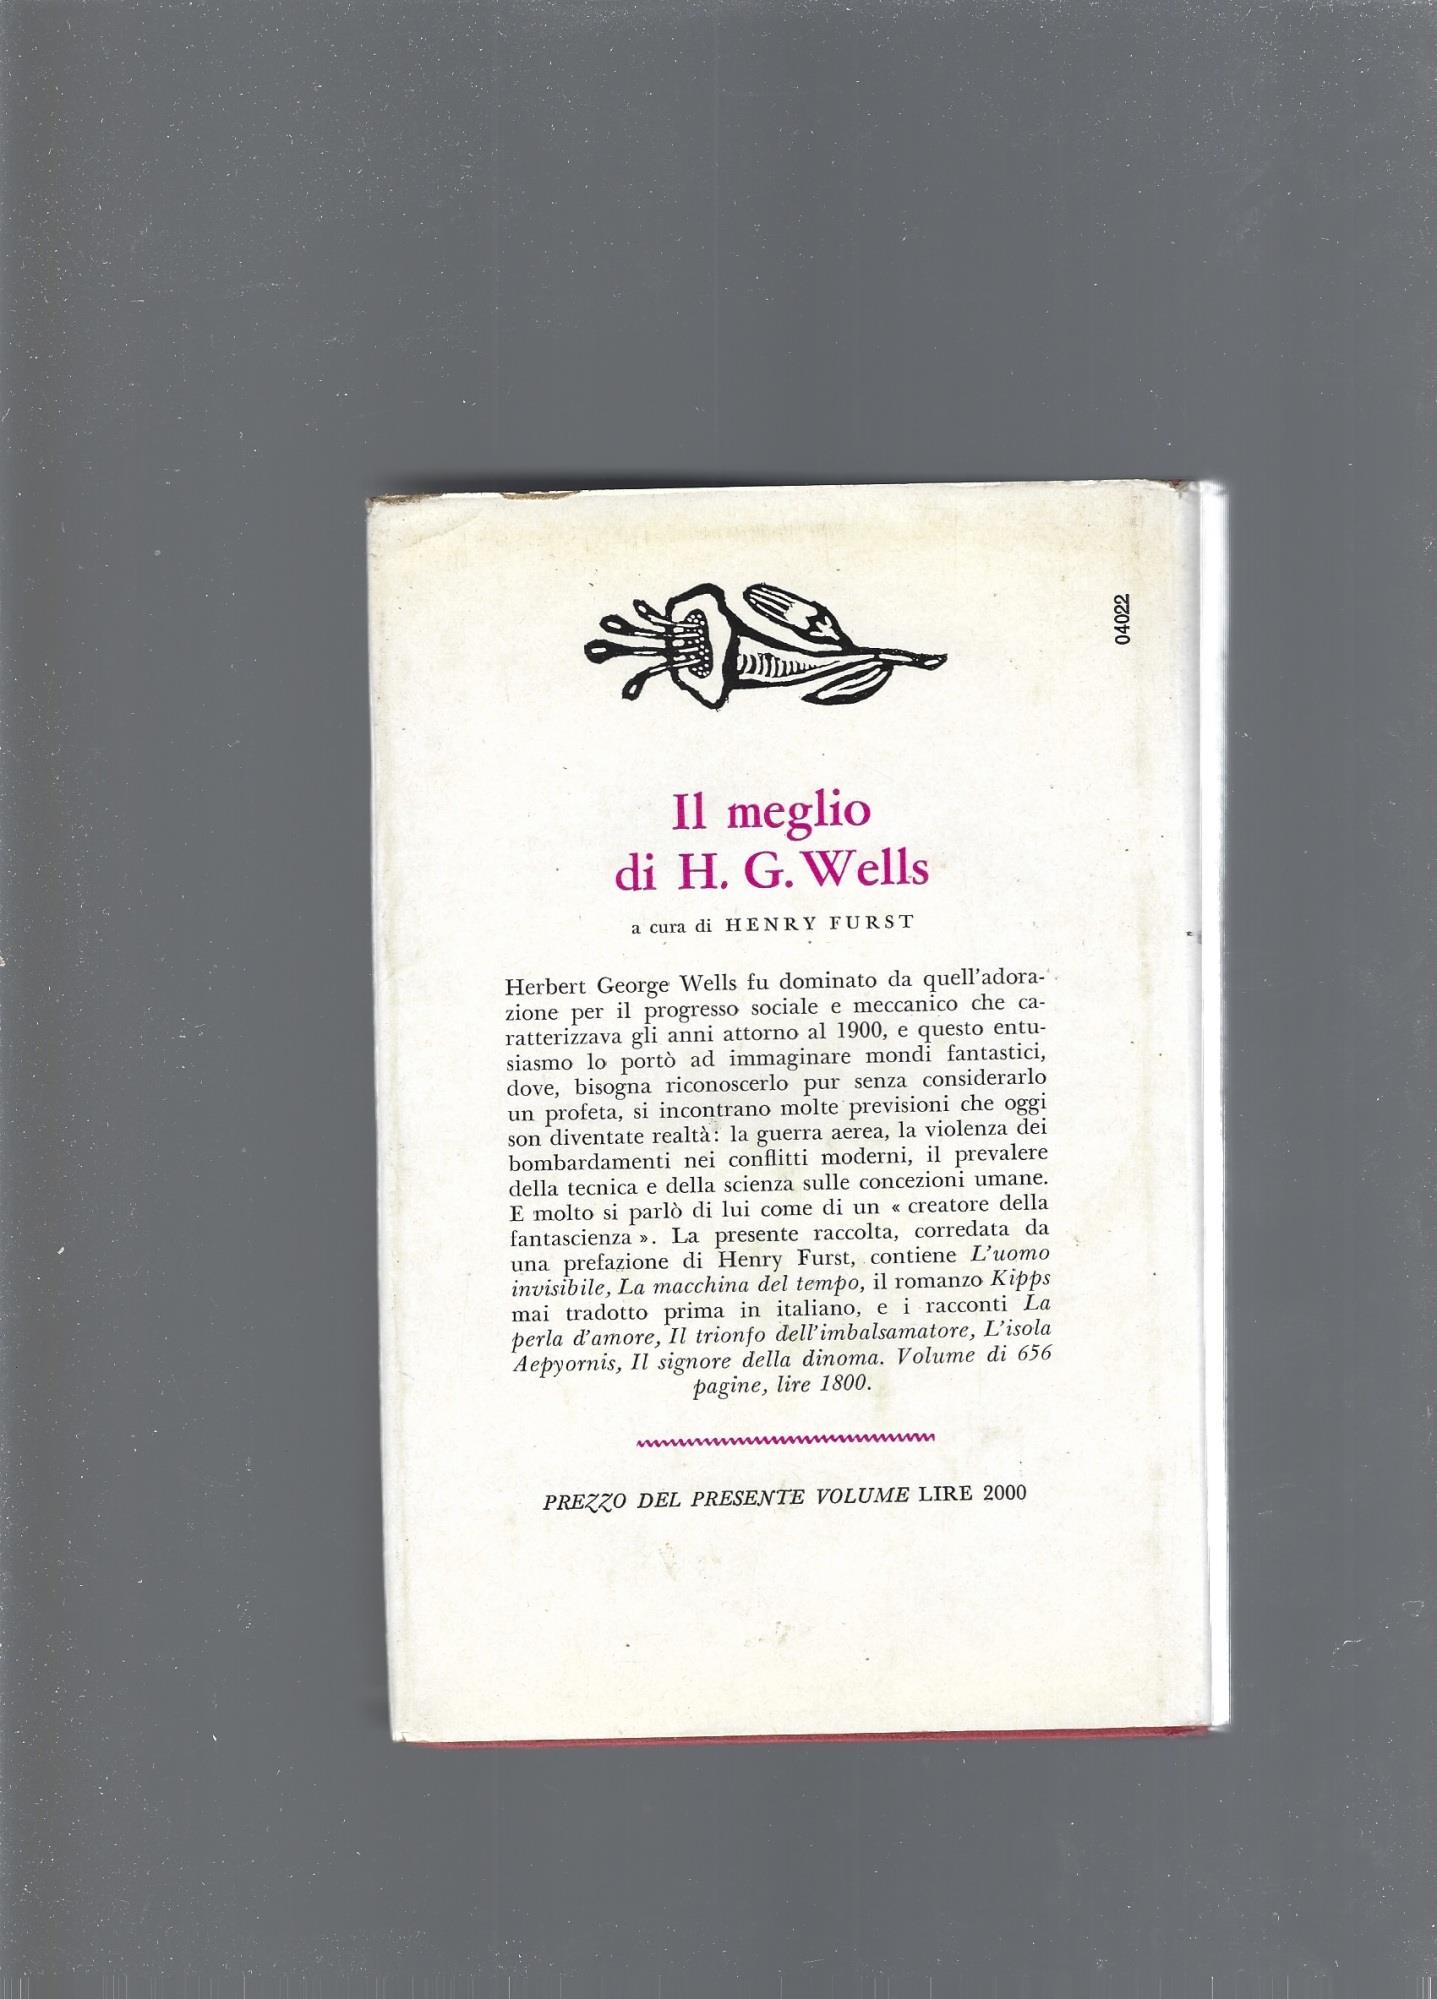 04022
Il meglio
di H. G. Wells
a cura di HENRY FURST
Herbert George Wells fu dominato da quell'adora-
zione per il progresso sociale e meccanico che ca-
ratterizzava gli anni attorno al 1900, e questo entu-
siasmo lo portò ad immaginare mondi fantastici,
dove, bisogna riconoscerlo pur senza considerarlo
un profeta, si incontrano molte previsioni che oggi
son diventate realtà: la guerra aerea, la violenza dei
bombardamenti nei conflitti moderni, il prevalere
della tecnica e della scienza sulle concezioni umane.
E molto si parlò di lui come di un « creatore della
fantascienza ». La presente raccolta, corredata da
una prefazione di Henry Furst, contiene L'uomo
invisibile, La macchina del tempo, il romanzo Kipps
mai tradotto prima in italiano, e i racconti La
perla d'amore, Il trionfo dell'imbalsamatore, L'isola
Aepyornis, Il signore della dinoma. Volume di 656
pagine, lire 1800.
PREZZO DEL PRESENTE VOLUME LIRE 2000